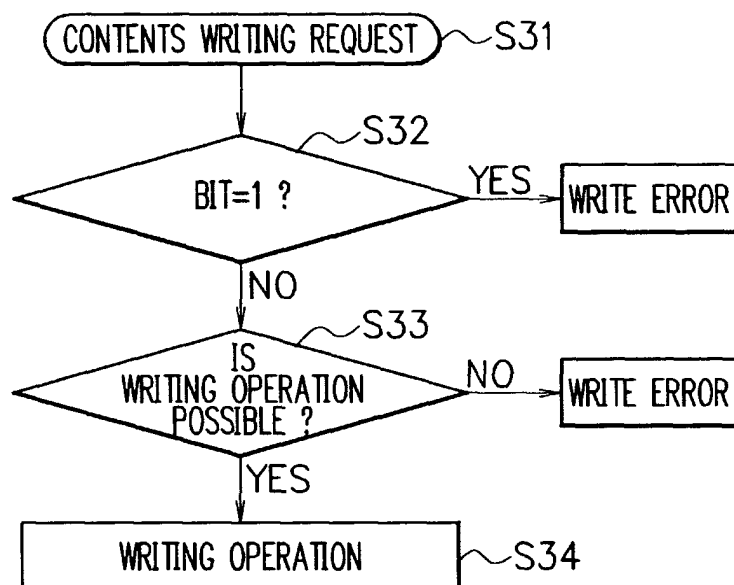 CONTENTS WRITING REQUEST
S31
S32
BIT=1 ?
YES
WRITE ERROR
NO
S33
IS
WRITING OPERATION
POSSIBLE ?
NO
WRITE ERROR
YES
WRITING OPERATION
S34